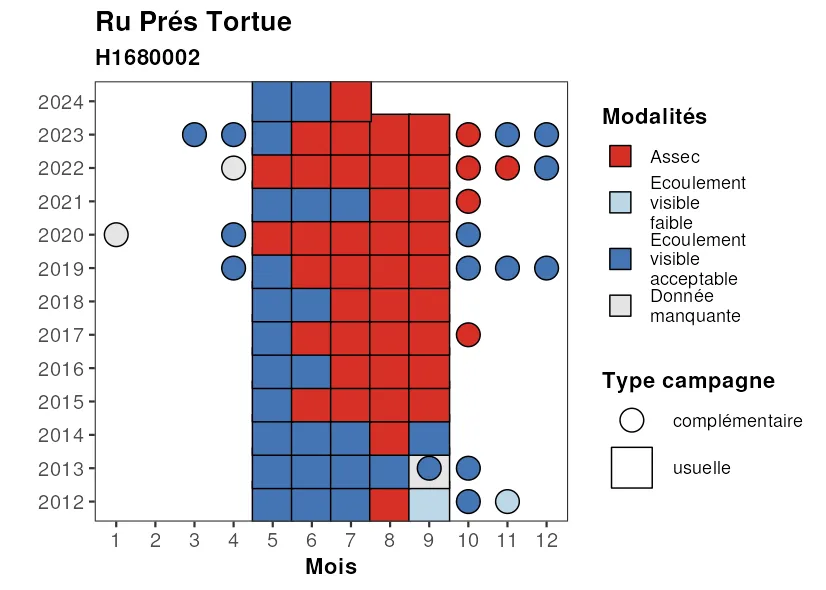 Ru Prés Tortue
H1680002
2024
2023
2022
2021
2020
2019
2018
2017
2016
2015
2014
2013
2012
1 2 3 4 5 6 7 8 9 10 11 12
Mois
Modalités
Assec
Ecoulement
visible
faible
Ecoulement
visible
acceptable
Donnée
manquante
Type campagne
complémentaire
usuelle